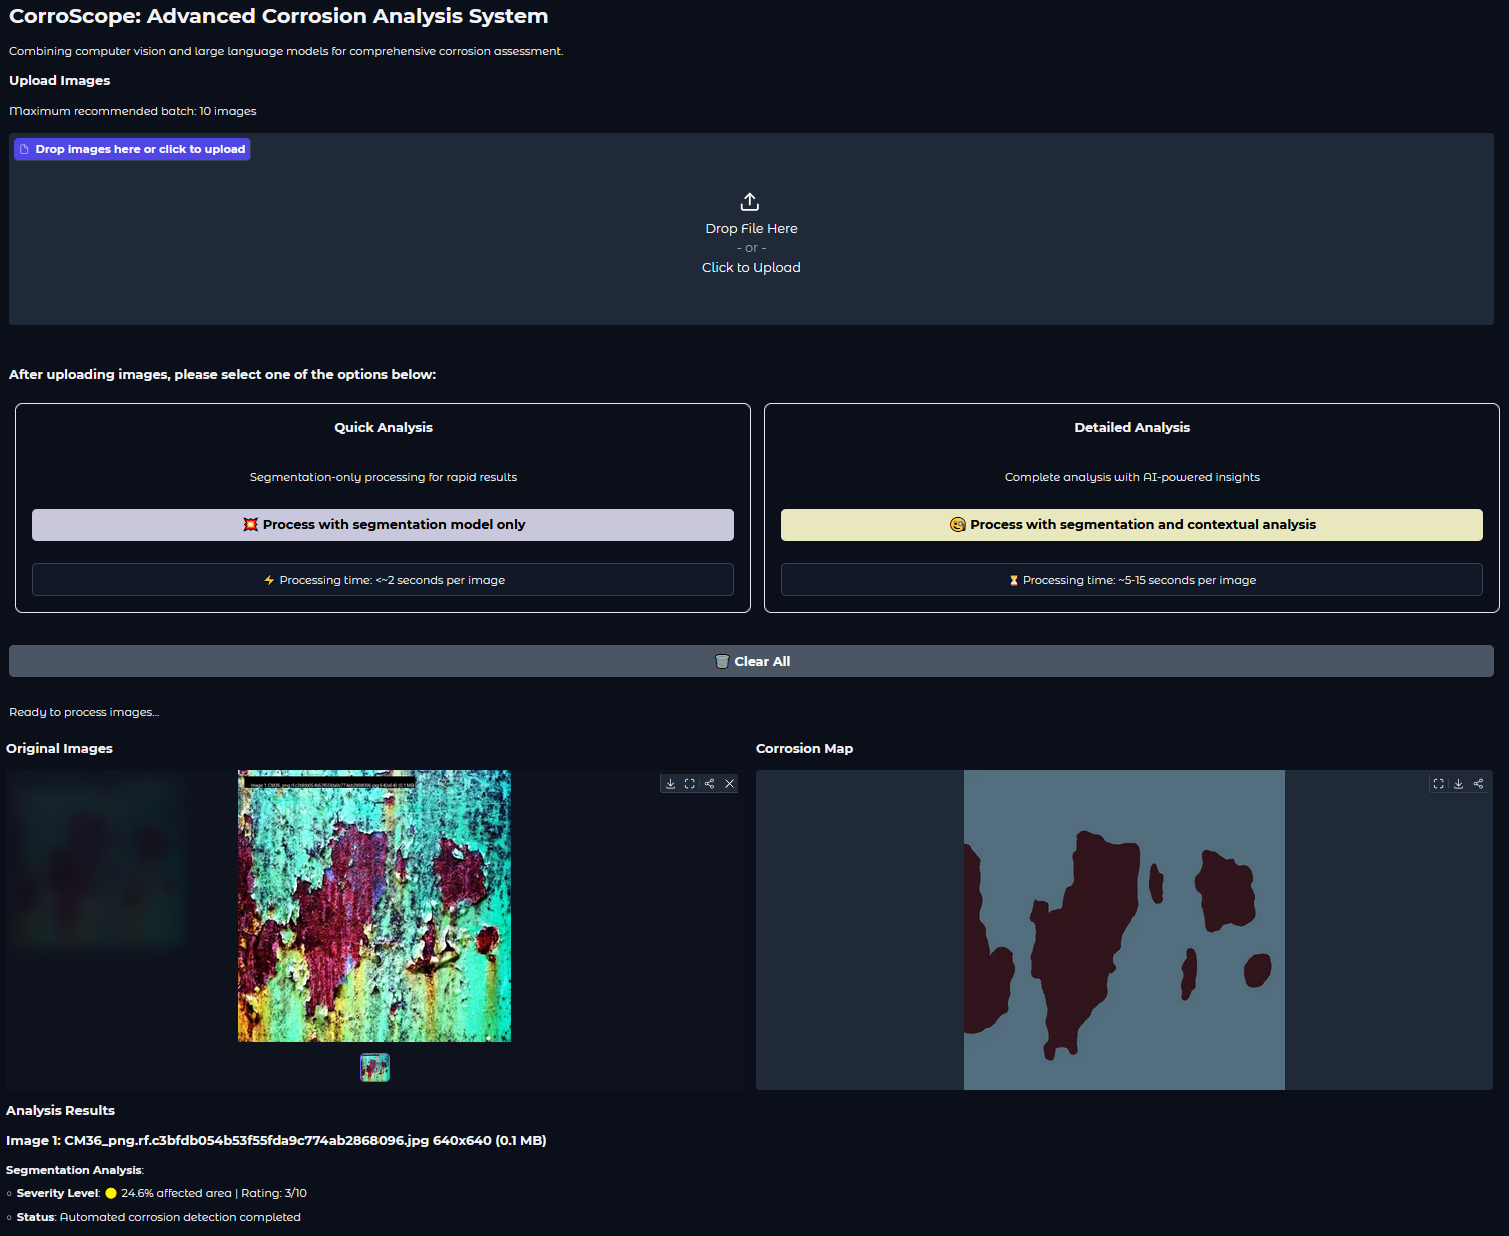 CorroScope: Advanced Corrosion Analysis System
Combining computer vision and large language models for comprehensive corrosion assessment.
Upload Images
Maximum recommended batch: 10 images
Drop images here or click to upload
Drop File Here
- or -
Click to Upload
After uploading images, please select one of the options below:
Quick Analysis
Segmentation-only processing for rapid results
💥 Process with segmentation model only
⚡ Processing time: <~2 seconds per image
Detailed Analysis
Complete analysis with AI-powered insights
🧐 Process with segmentation and contextual analysis
⏳ Processing time: ~5-15 seconds per image
🗑️ Clear All
Ready to process images...
Original Images
Corrosion Map
Analysis Results
Image 1: CM36_png.rf.c3bfdb054b53f55fda9c774ab2868096.jpg 640x640 (0.1 MB)
Segmentation Analysis:
○ Severity Level: 🟡 24.6% affected area | Rating: 3/10
○ Status: Automated corrosion detection completed